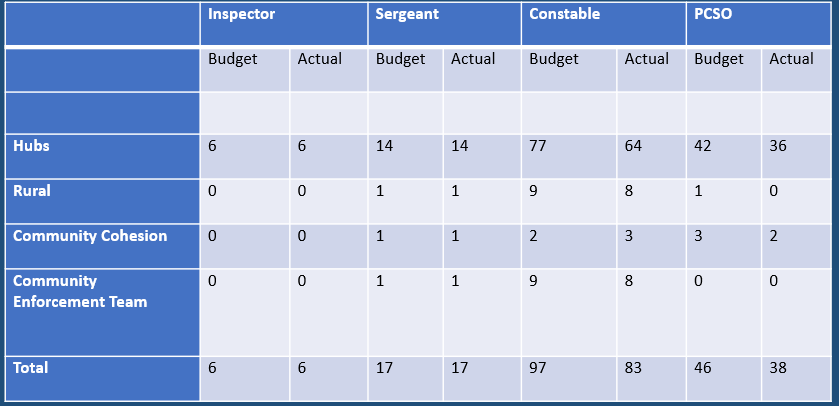 Inspector Sergeant Constable PCSO
Budget Actual Budget Actual Budget Actual Budget Actual
Hubs 6 6 14 14 77 64 42 36
Rural 0 0 1 1 9 8 1 0
Community Cohesion 0 0 1 1 2 3 3 2
Community 0 0 1 1 9 8 0 0
Enforcement Team
Total 6 6 17 17 97 83 46 38